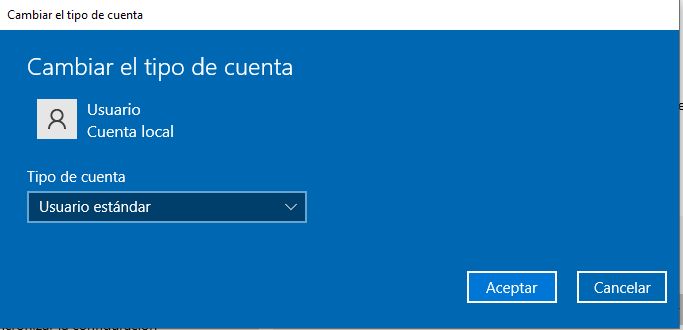 Cambiar el tipo de cuenta
Cambiar el tipo de cuenta
Usuario
Cuenta local
Tipo de cuenta
Usuario estándar
Aceptar
Cancelar